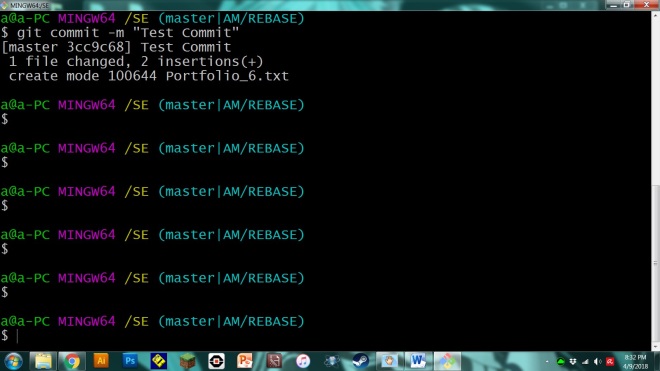 MINGW64:/SE
a@a-PC MINGW64 /SE (master|AM/REBASE)
$ git commit -m "Test Commit"
[master 3cc9c68] Test Commit
 1 file changed, 2 insertions(+)
 create mode 100644 Portfolio_6.txt
a@a-PC MINGW64 /SE (master|AM/REBASE)
$
a@a-PC MINGW64 /SE (master|AM/REBASE)
$
a@a-PC MINGW64 /SE (master|AM/REBASE)
$
a@a-PC MINGW64 /SE (master|AM/REBASE)
$
a@a-PC MINGW64 /SE (master|AM/REBASE)
$
a@a-PC MINGW64 /SE (master|AM/REBASE)
$
Ai
Ps
W
8:32 PM
4/9/2018